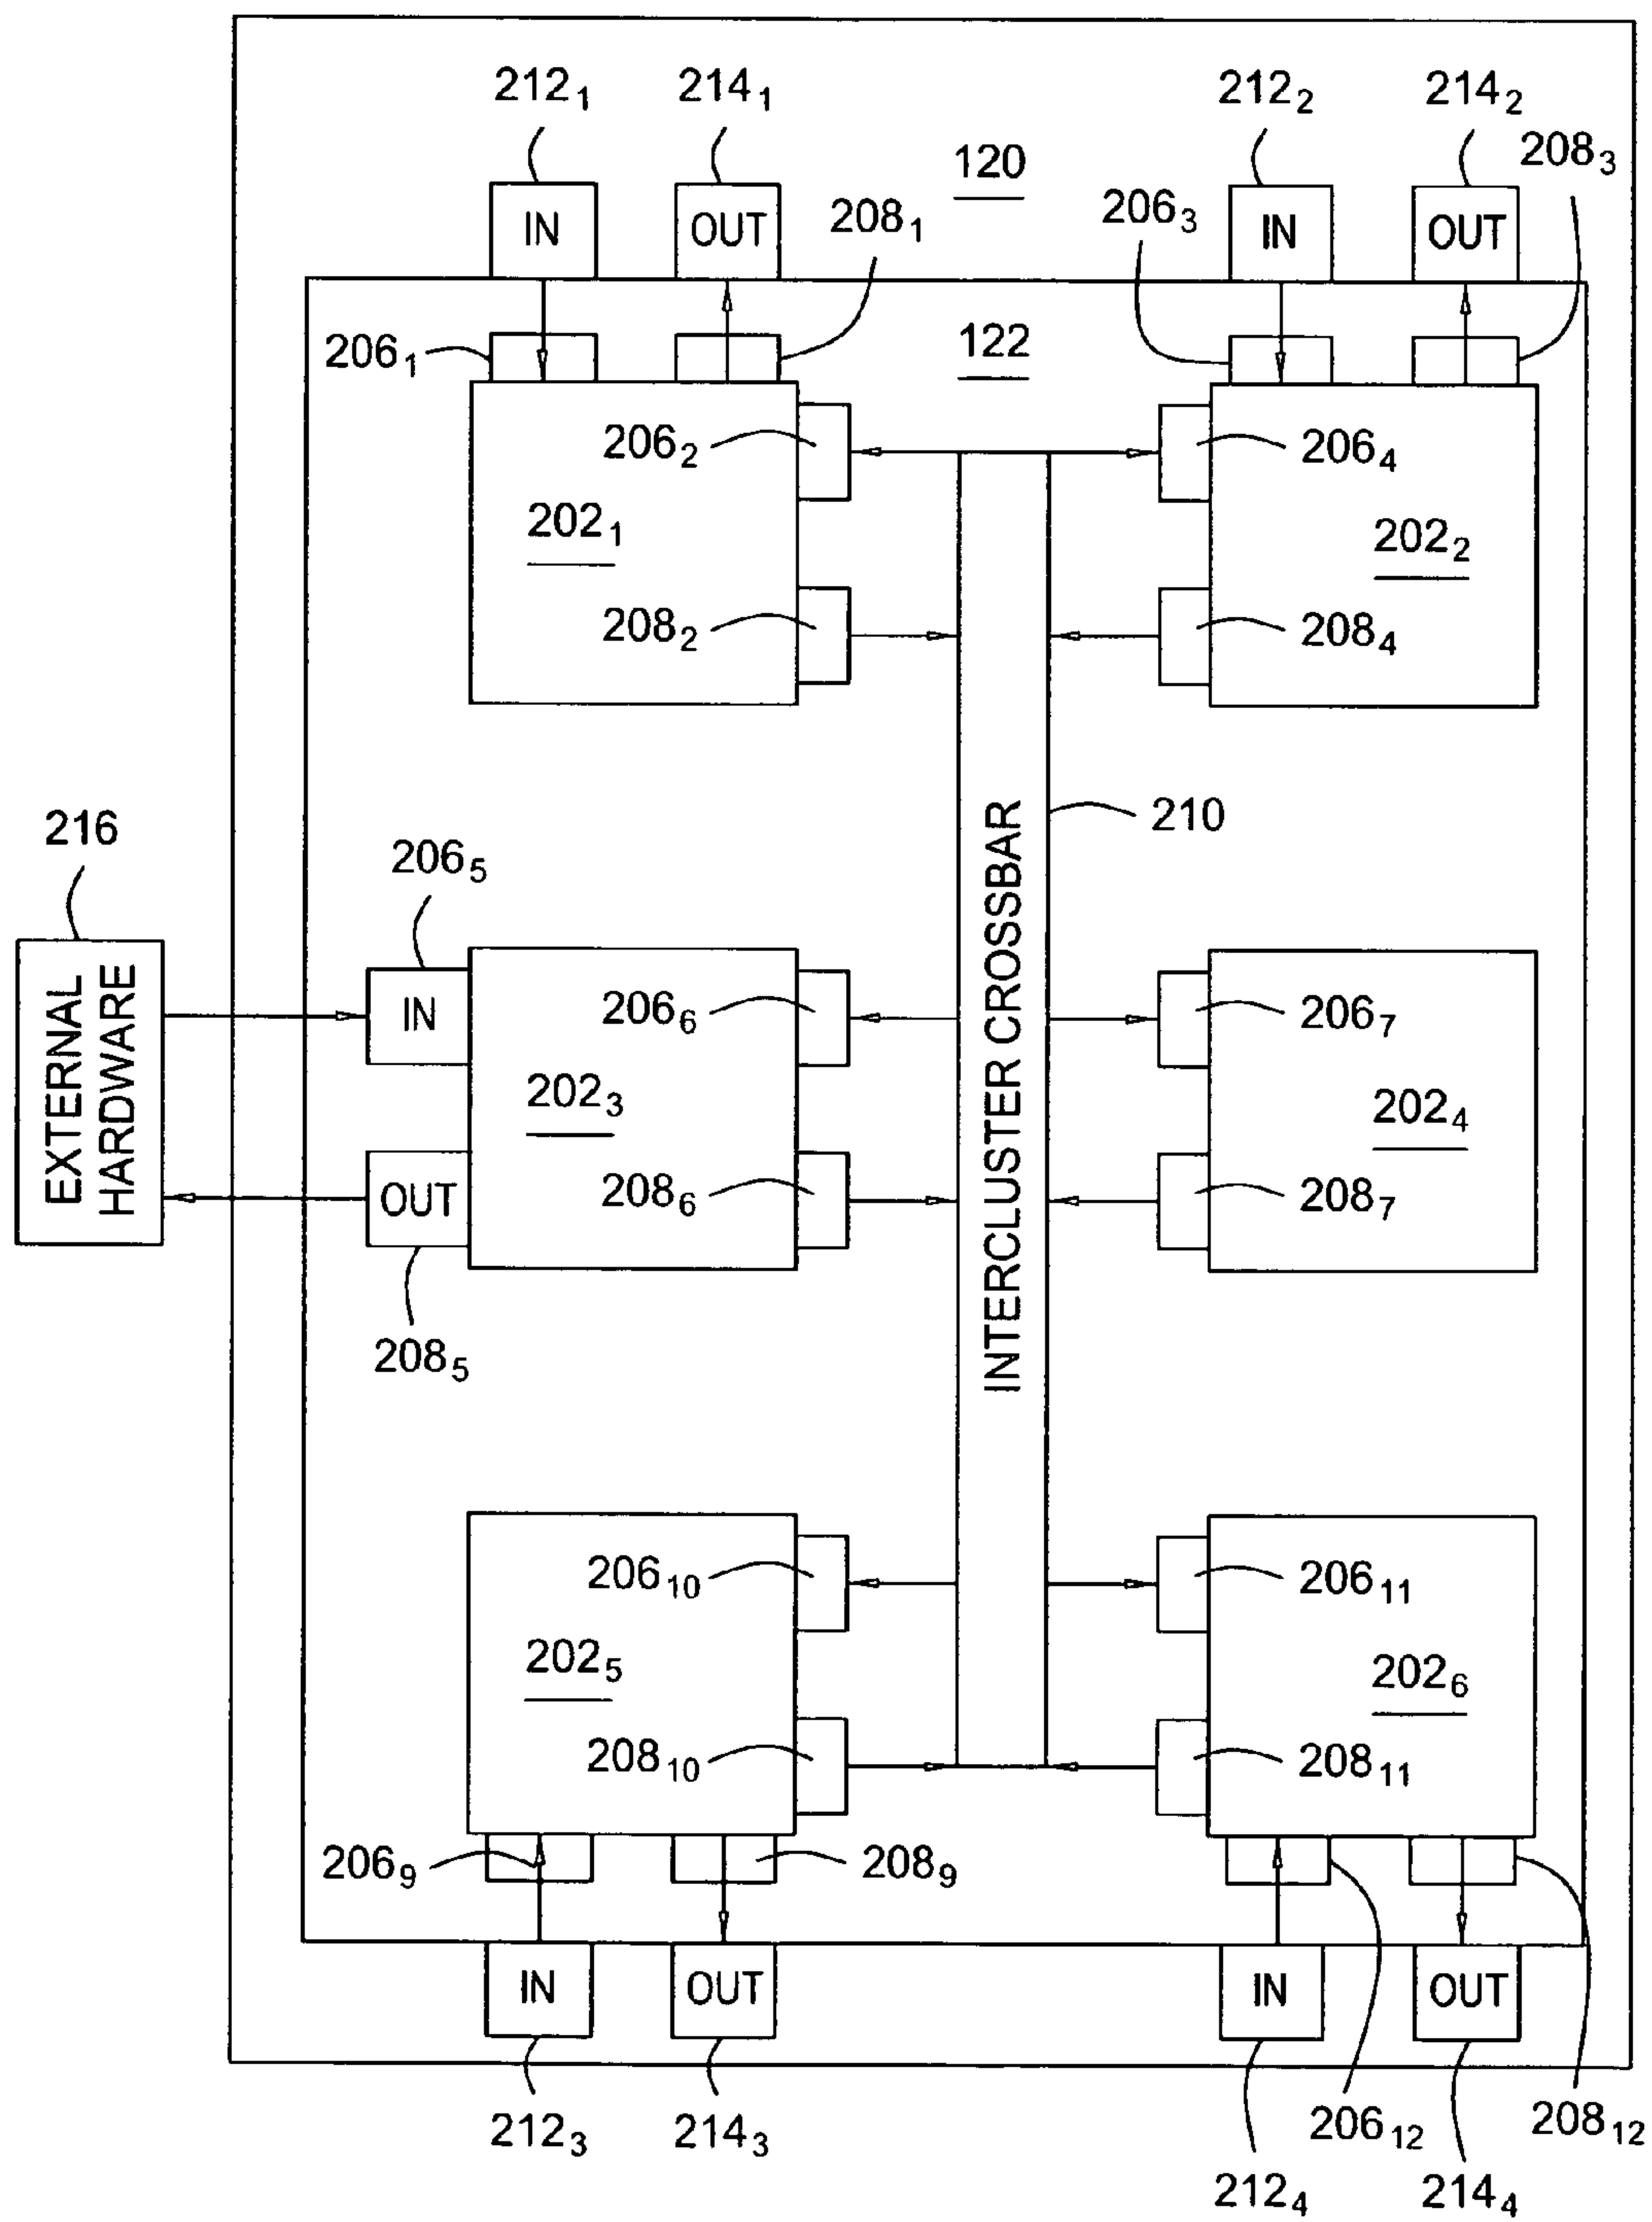 212₁ 214₁ 212₂ 214₂
208₃
120
206₃
208₁
IN OUT IN OUT
122
206₁
206₂ 206₄
202₁ 202₂
208₂ 208₄
210
216
206₅
INTERCLUSTER CROSSBAR
EXTERNAL
HARDWARE
IN
206₆ 206₇
202₃ 202₄
OUT
208₆ 208₇
208₅
206₁₀ 206₁₁
202₅ 202₆
208₁₀ 208₁₁
206₉ 208₉
IN OUT IN OUT
212₃ 214₃ 206₁₂ 208₁₂
212₄ 214₄